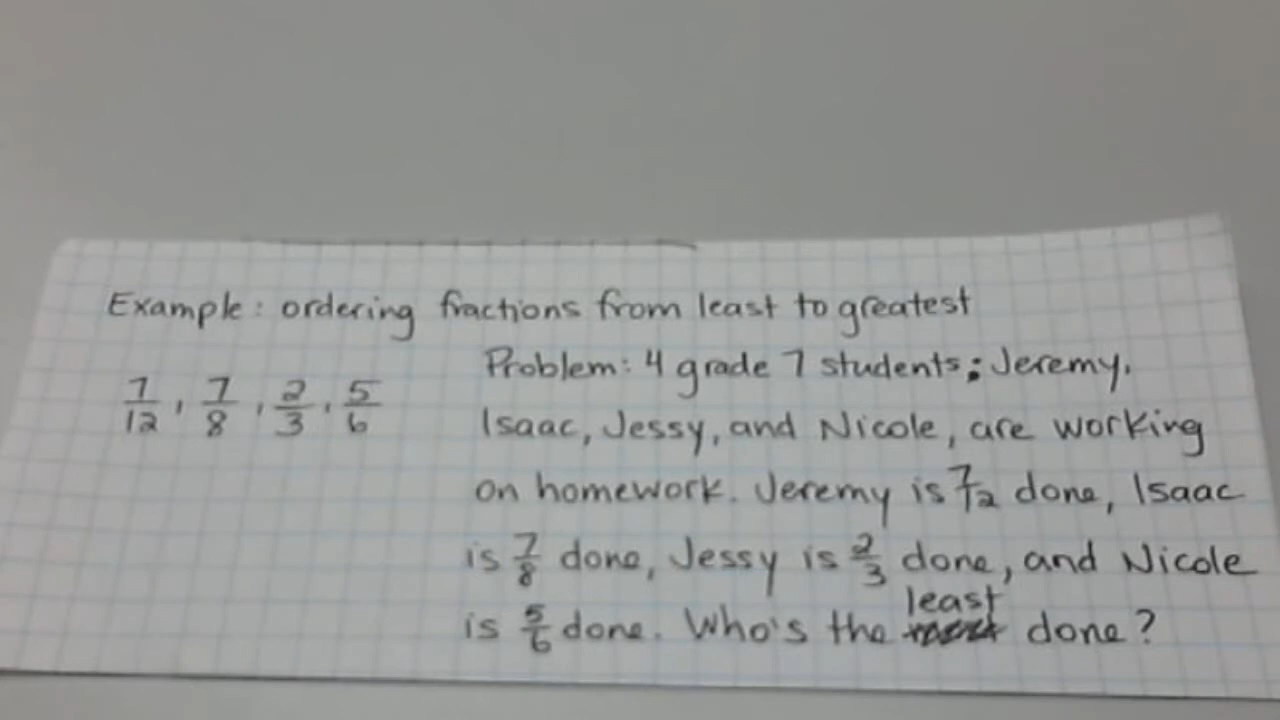 Example: ordering fractions from least to greatest
7/12, 7/8, 2/3, 5/6
Problem: 4 grade 7 students: Jeremy,
Isaac, Jessy, and Nicole, are working
on homework. Jeremy is 7/12 done, Isaac
is 7/8 done, Jessy is 2/3 done, and Nicole
is 5/6 done. Who's the least done?